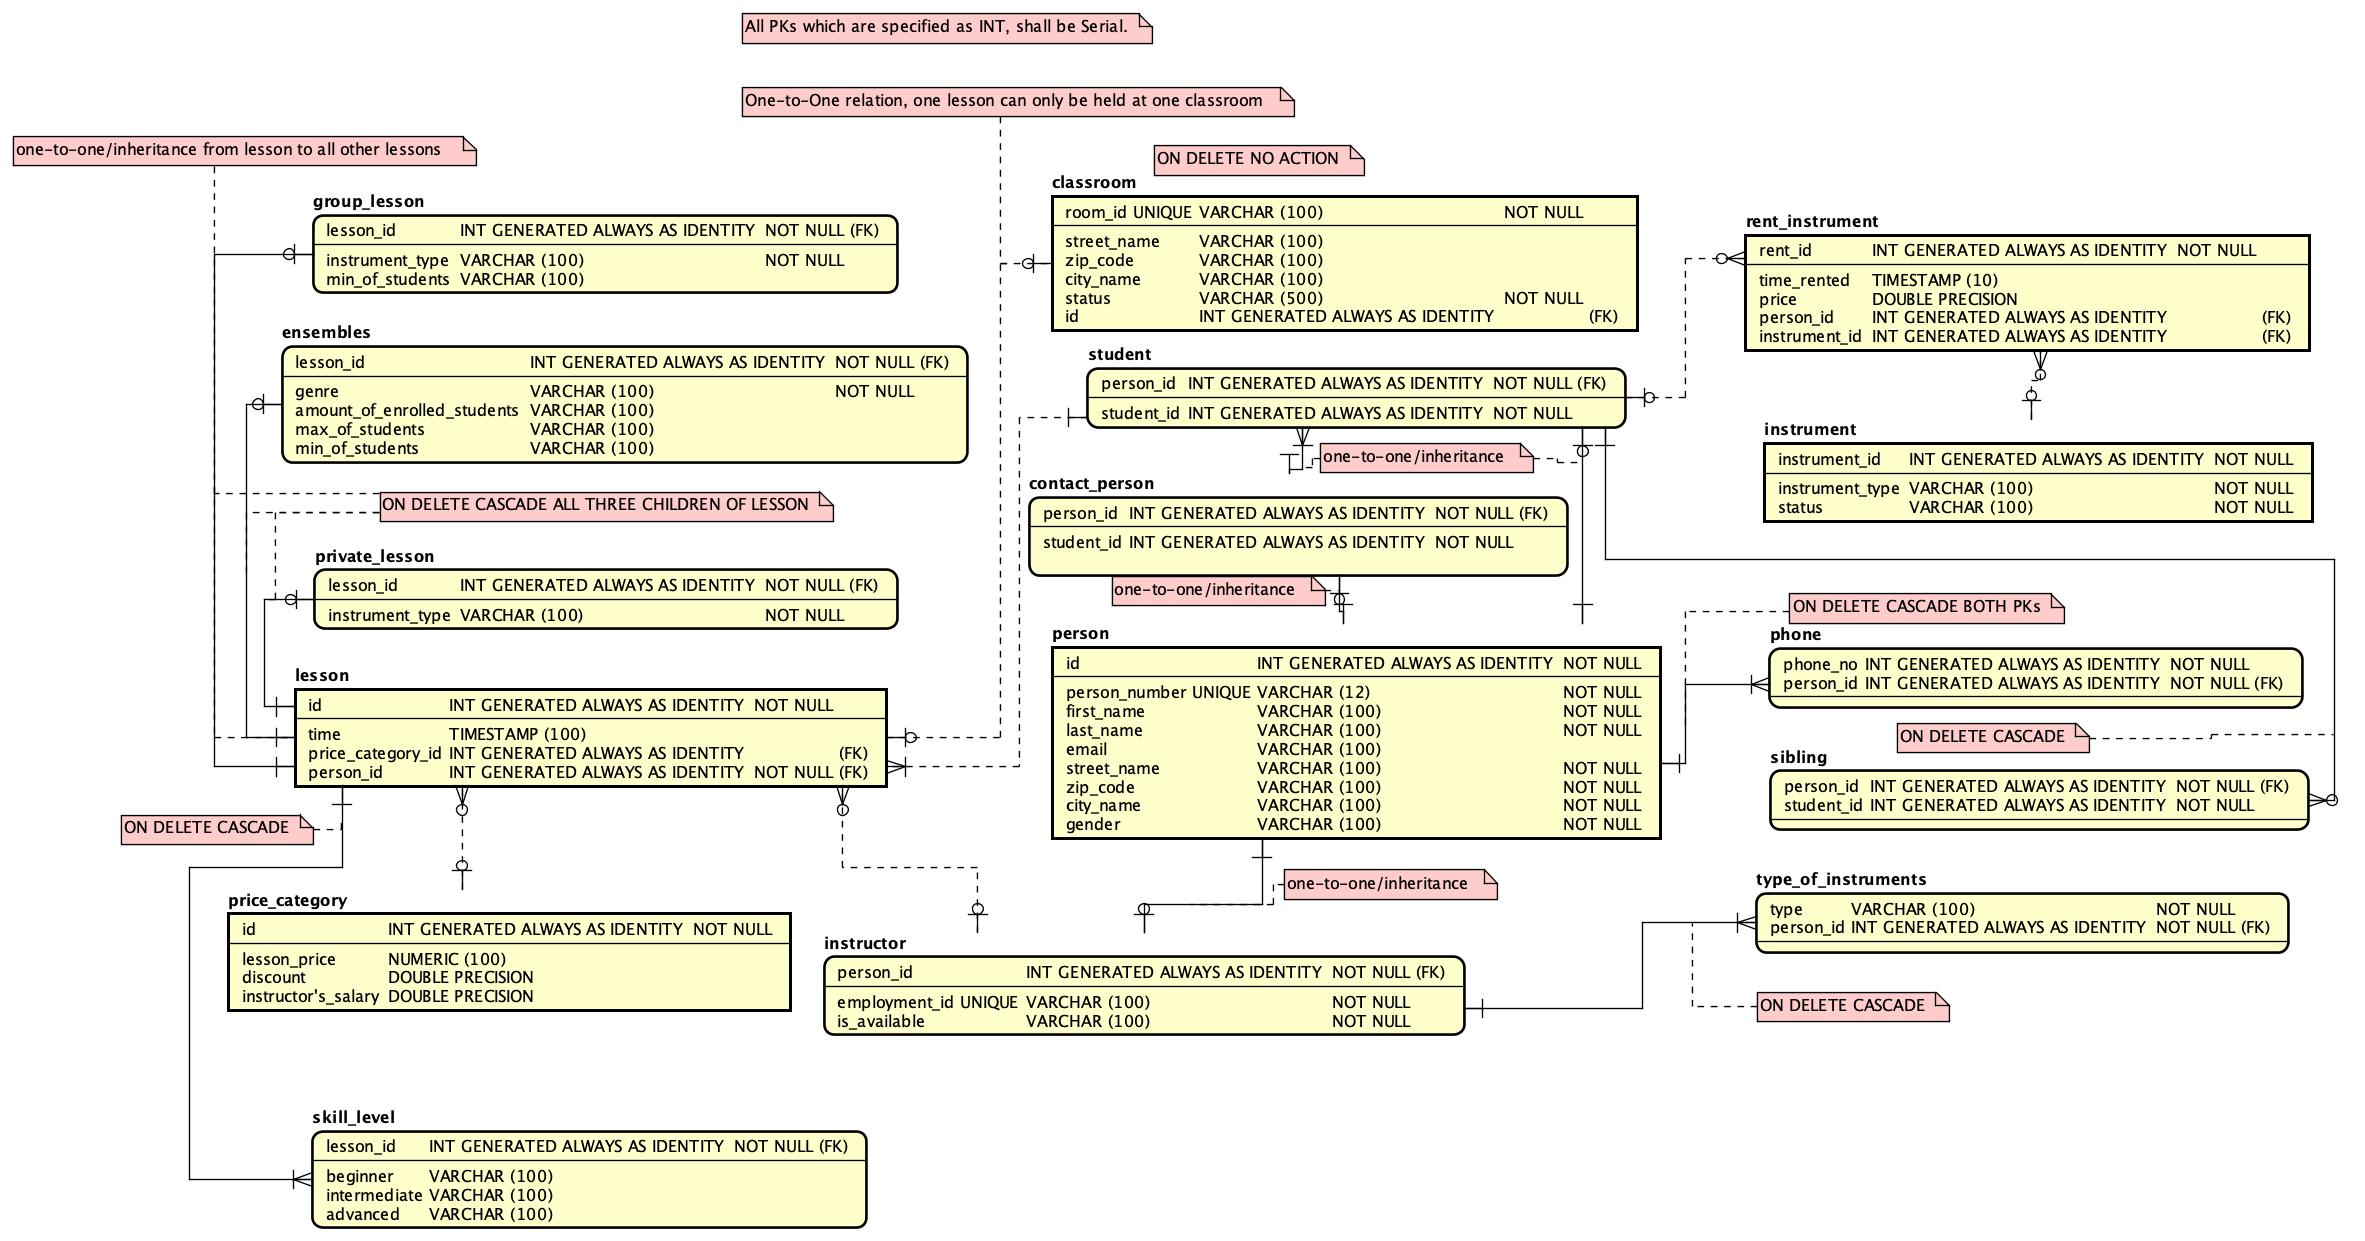 All PKs which are specified as INT, shall be Serial.
One-to-One relation, one lesson can only be held at one classroom
one-to-one/inheritance from lesson to all other lessons
ON DELETE NO ACTION
group_lesson
lesson_id INT GENERATED ALWAYS AS IDENTITY NOT NULL (FK)
instrument_type VARCHAR (100) NOT NULL
min_of_students VARCHAR (100)
classroom
room_id UNIQUE VARCHAR (100) NOT NULL
street_name VARCHAR (100)
zip_code VARCHAR (100)
city_name VARCHAR (100)
status VARCHAR (500) NOT NULL
id INT GENERATED ALWAYS AS IDENTITY (FK)
rent_instrument
rent_id INT GENERATED ALWAYS AS IDENTITY NOT NULL
time_rented TIMESTAMP (10)
price DOUBLE PRECISION
person_id INT GENERATED ALWAYS AS IDENTITY (FK)
instrument_id INT GENERATED ALWAYS AS IDENTITY (FK)
ensembles
lesson_id INT GENERATED ALWAYS AS IDENTITY NOT NULL (FK)
genre VARCHAR (100) NOT NULL
amount_of_enrolled_students VARCHAR (100)
max_of_students VARCHAR (100)
min_of_students VARCHAR (100)
student
person_id INT GENERATED ALWAYS AS IDENTITY NOT NULL (FK)
student_id INT GENERATED ALWAYS AS IDENTITY NOT NULL
one-to-one/inheritance
instrument
instrument_id INT GENERATED ALWAYS AS IDENTITY NOT NULL
instrument_type VARCHAR (100) NOT NULL
status VARCHAR (100) NOT NULL
ON DELETE CASCADE ALL THREE CHILDREN OF LESSON
contact_person
person_id INT GENERATED ALWAYS AS IDENTITY NOT NULL (FK)
student_id INT GENERATED ALWAYS AS IDENTITY NOT NULL
one-to-one/inheritance
private_lesson
lesson_id INT GENERATED ALWAYS AS IDENTITY NOT NULL (FK)
instrument_type VARCHAR (100) NOT NULL
ON DELETE CASCADE BOTH PKs
phone
phone_no INT GENERATED ALWAYS AS IDENTITY NOT NULL
person_id INT GENERATED ALWAYS AS IDENTITY NOT NULL (FK)
person
id INT GENERATED ALWAYS AS IDENTITY NOT NULL
person_number UNIQUE VARCHAR (12) NOT NULL
first_name VARCHAR (100) NOT NULL
last_name VARCHAR (100) NOT NULL
email VARCHAR (100)
street_name VARCHAR (100) NOT NULL
zip_code VARCHAR (100) NOT NULL
city_name VARCHAR (100) NOT NULL
gender VARCHAR (100) NOT NULL
lesson
id INT GENERATED ALWAYS AS IDENTITY NOT NULL
time TIMESTAMP (100)
price_category_id INT GENERATED ALWAYS AS IDENTITY (FK)
person_id INT GENERATED ALWAYS AS IDENTITY NOT NULL (FK)
ON DELETE CASCADE
sibling
person_id INT GENERATED ALWAYS AS IDENTITY NOT NULL (FK)
student_id INT GENERATED ALWAYS AS IDENTITY NOT NULL
ON DELETE CASCADE
one-to-one/inheritance
price_category
id INT GENERATED ALWAYS AS IDENTITY NOT NULL
lesson_price NUMERIC (100)
discount DOUBLE PRECISION
instructor's_salary DOUBLE PRECISION
instructor
person_id INT GENERATED ALWAYS AS IDENTITY NOT NULL (FK)
employment_id UNIQUE VARCHAR (100) NOT NULL
is_available VARCHAR (100) NOT NULL
type_of_instruments
type VARCHAR (100) NOT NULL
person_id INT GENERATED ALWAYS AS IDENTITY NOT NULL (FK)
ON DELETE CASCADE
skill_level
lesson_id INT GENERATED ALWAYS AS IDENTITY NOT NULL (FK)
beginner VARCHAR (100)
intermediate VARCHAR (100)
advanced VARCHAR (100)